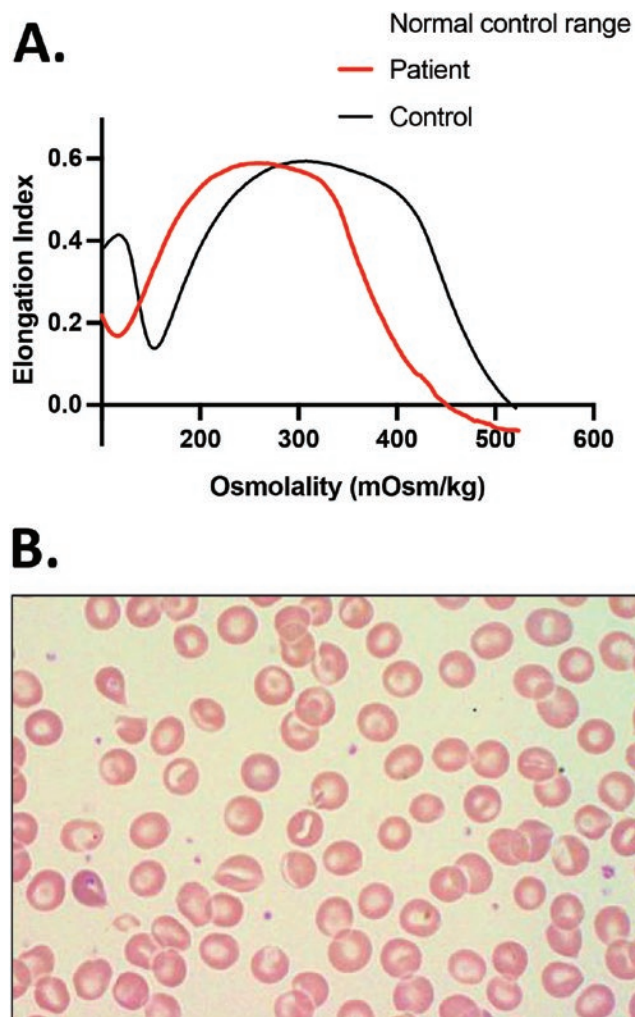 A.
Normal control range
Patient
Control
Elongation Index
0.6
0.4
0.2
0.0
200 300 400 500 600
Osmolality (mOsm/kg)
B.